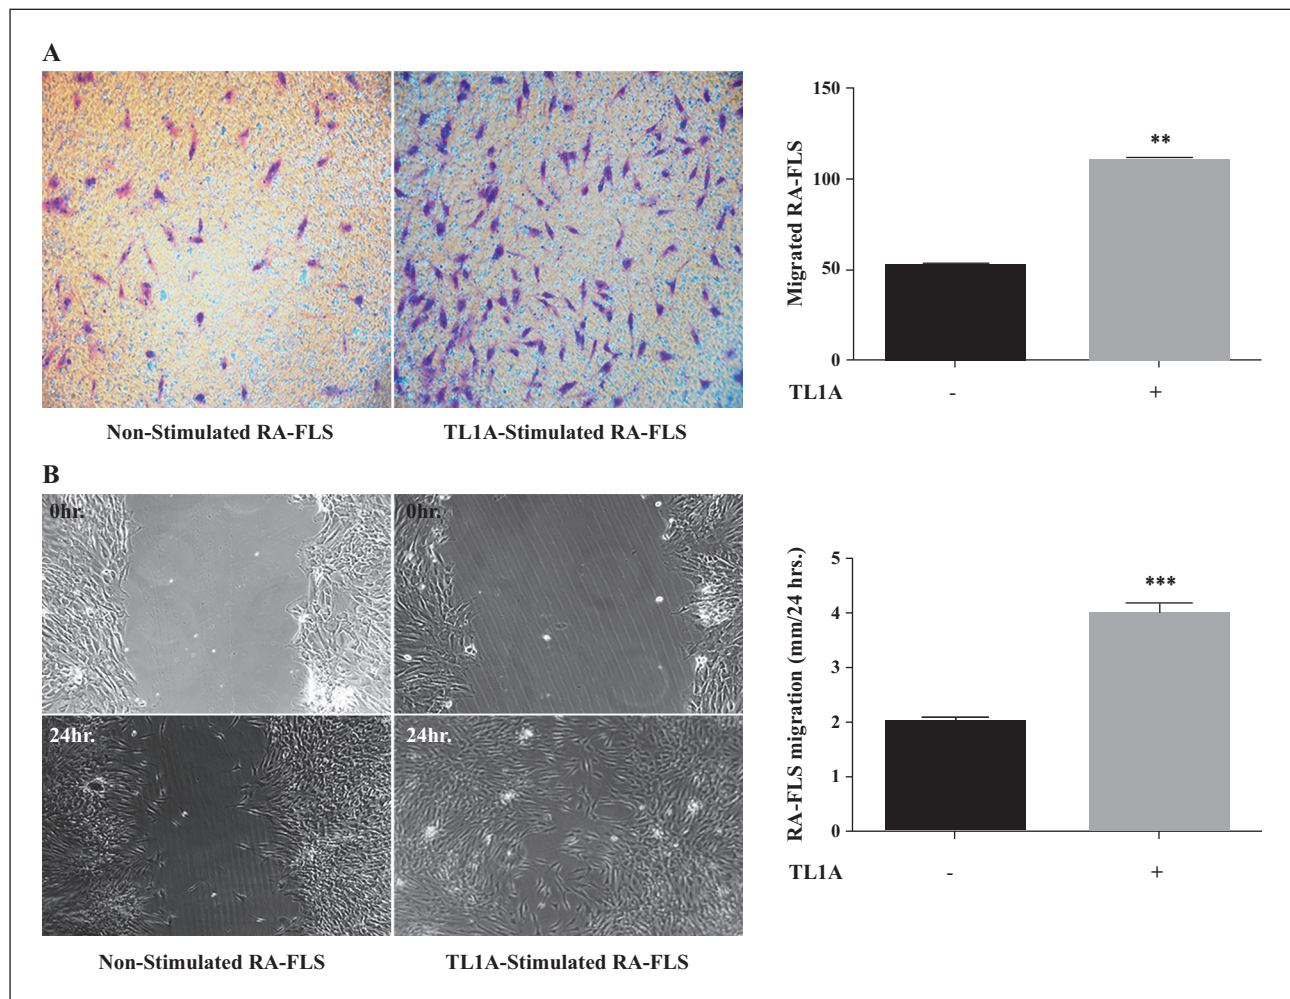 A
Non-Stimulated RA-FLS
TL1A-Stimulated RA-FLS
Migrated RA-FLS
150
100
50
0
**
TL1A - +
B
0hr.
0hr.
24hr.
24hr.
Non-Stimulated RA-FLS
TL1A-Stimulated RA-FLS
RA-FLS migration (mm/24 hrs.)
5
4
3
2
1
0
***
TL1A - +